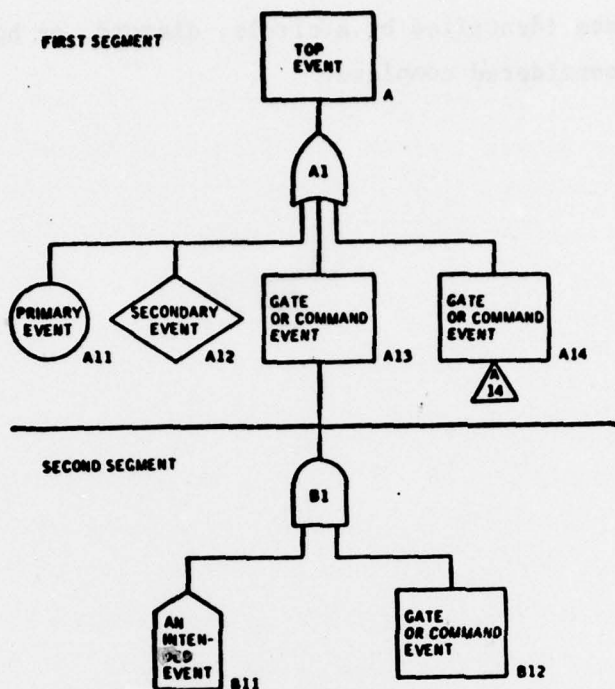 FIRST SEGMENT
TOP
EVENT
A
A1
PRIMARY
EVENT
A11
SECONDARY
EVENT
A12
GATE
OR COMMAND
EVENT
A13
GATE
OR COMMAND
EVENT
A14
A
14
SECOND SEGMENT
B1
AN
INTEN-
DED
EVENT
B11
GATE
OR COMMAND
EVENT
B12